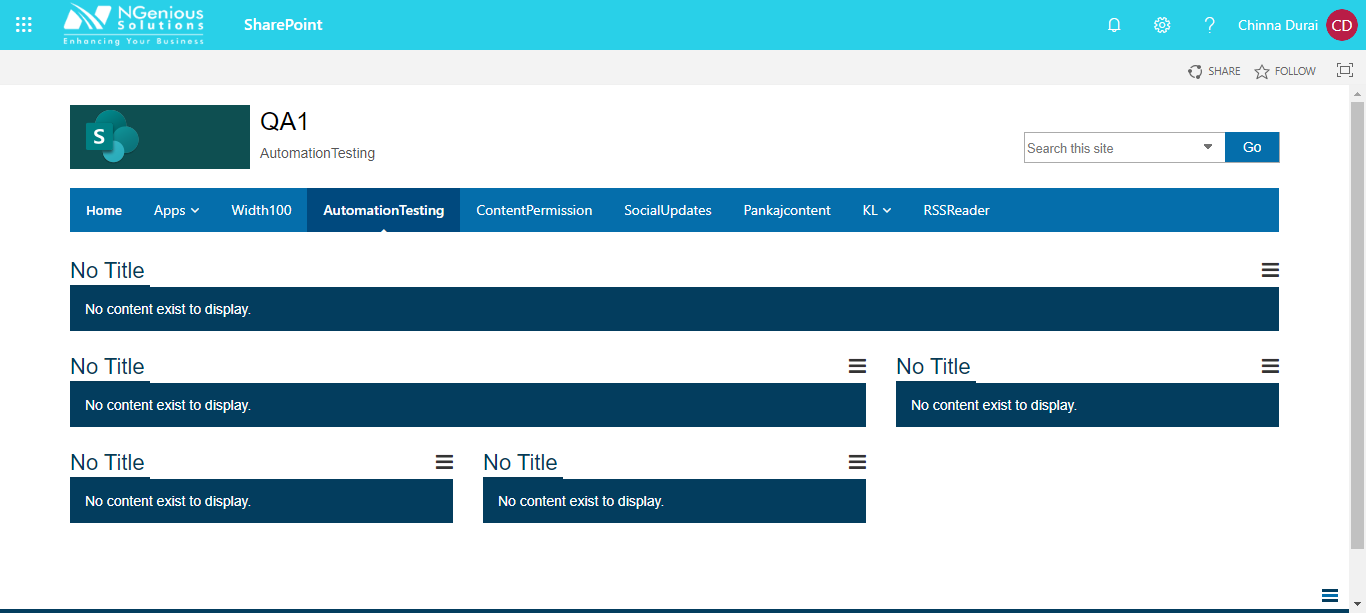 NGenious
Solutions
Enhancing Your Business
SharePoint
Chinna Durai
CD
SHARE
FOLLOW
S
QA1
AutomationTesting
Search this site
Go
Home
Apps
Width100
AutomationTesting
ContentPermission
SocialUpdates
Pankajcontent
KL
RSSReader
No Title
No content exist to display.
No Title
No content exist to display.
No Title
No content exist to display.
No Title
No content exist to display.
No Title
No content exist to display.